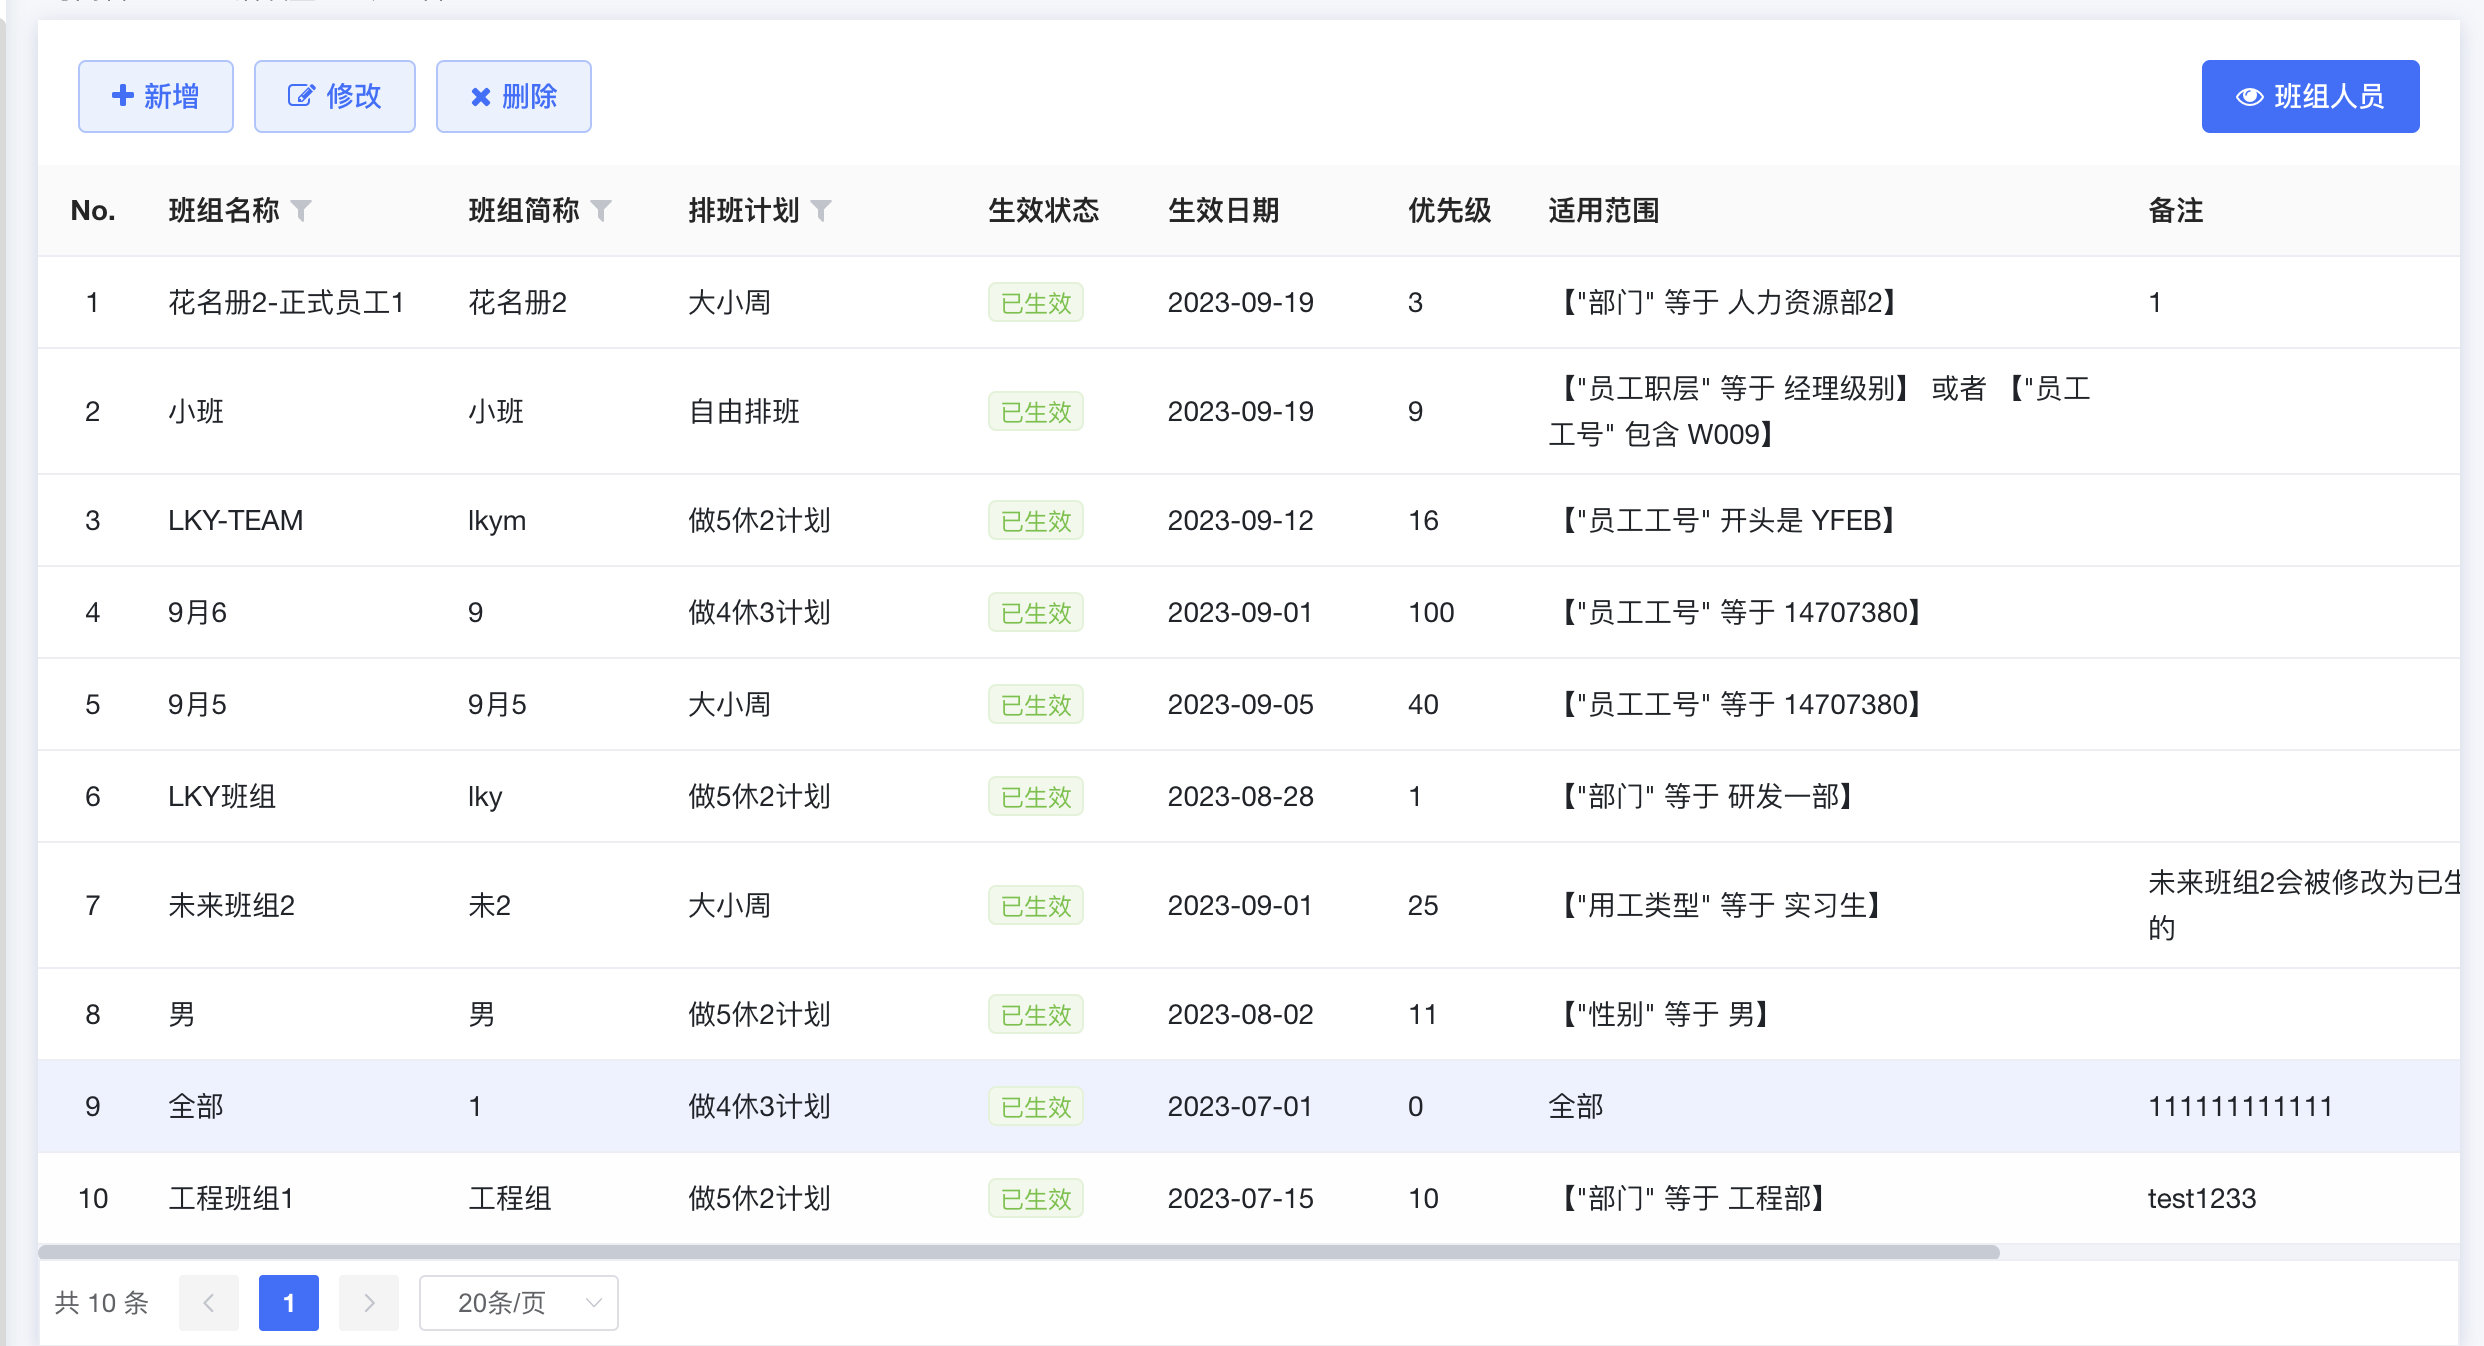 新增 修改 删除 班组人员
No. 班组名称 班组简称 排班计划 生效状态 生效日期 优先级 适用范围 备注
1 花名册2-正式员工1 花名册2 大小周 已生效 2023-09-19 3 【"部门" 等于 人力资源部2】 1
2 小班 小班 自由排班 已生效 2023-09-19 9 【"员工职层" 等于 经理级别】 或者 【"员工
工号" 包含 W009】
3 LKY-TEAM lkym 做5休2计划 已生效 2023-09-12 16 【"员工工号" 开头是 YFEB】
4 9月6 9 做4休3计划 已生效 2023-09-01 100 【"员工工号" 等于 14707380】
5 9月5 9月5 大小周 已生效 2023-09-05 40 【"员工工号" 等于 14707380】
6 LKY班组 lky 做5休2计划 已生效 2023-08-28 1 【"部门" 等于 研发一部】
7 未来班组2 未2 大小周 已生效 2023-09-01 25 【"用工类型" 等于 实习生】 未来班组2会被修改为已生
的
8 男 男 做5休2计划 已生效 2023-08-02 11 【"性别" 等于 男】
9 全部 1 做4休3计划 已生效 2023-07-01 0 全部 111111111111
10 工程班组1 工程组 做5休2计划 已生效 2023-07-15 10 【"部门" 等于 工程部】 test1233
共 10 条 1 20条/页